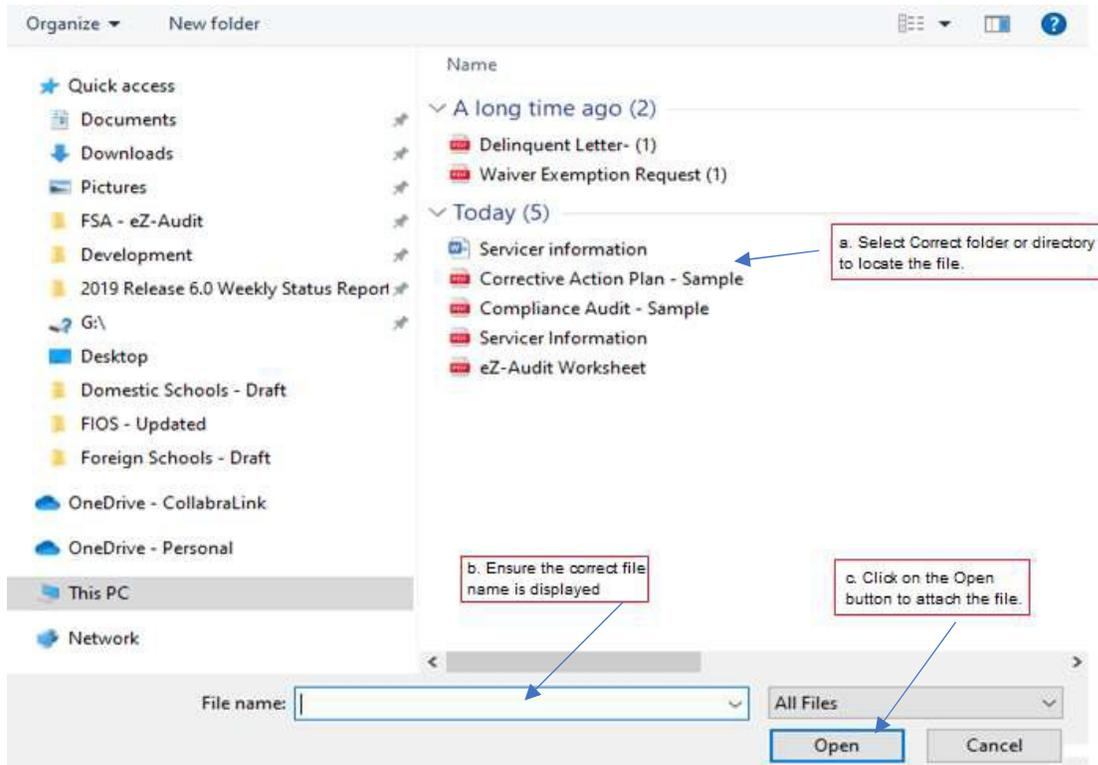 Organize New folder
Quick access
Documents
Downloads
Pictures
FSA - eZ-Audit
Development
2019 Release 6.0 Weekly Status Report
G:\
Desktop
Domestic Schools - Draft
FIOS - Updated
Foreign Schools - Draft
OneDrive - CollabraLink
OneDrive - Personal
This PC
Network
Name
A long time ago (2)
Delinquent Letter- (1)
Waiver Exemption Request (1)
Today (5)
Servicer information
Corrective Action Plan - Sample
Compliance Audit - Sample
Servicer Information
eZ-Audit Worksheet
a. Select Correct folder or directory
to locate the file.
b. Ensure the correct file
name is displayed
c. Click on the Open
button to attach the file.
File name:
All Files
Open Cancel